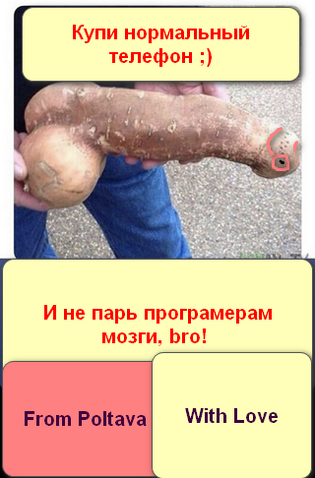 Купи нормальный
телефон ;)
И не парь програмерам
мозги, bro!
From Poltava
With Love